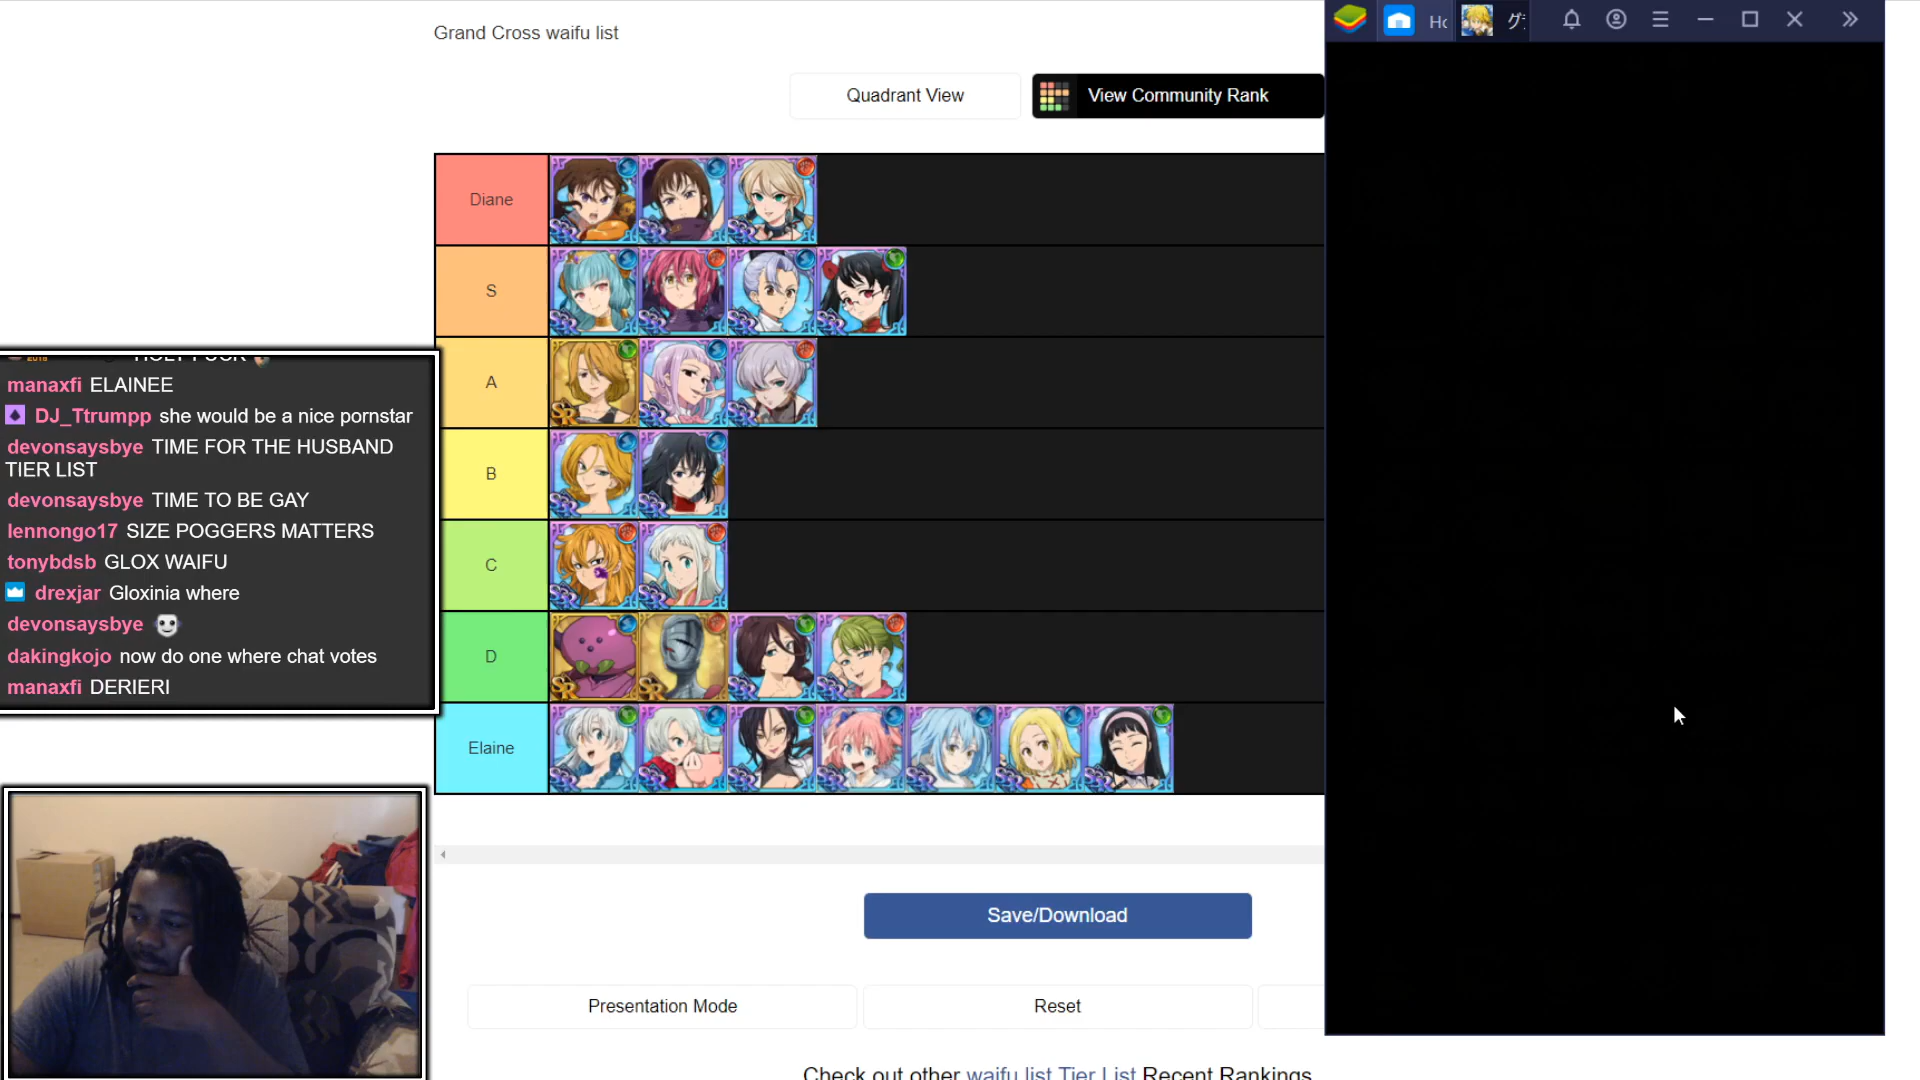 Grand Cross waifu list
Quadrant View
View Community Rank
Diane
S
A
B
C
D
Elaine
manaxfi ELAINEE
DJ_Ttrumpp she would be a nice pornstar
devonsaysbye TIME FOR THE HUSBAND
TIER LIST
devonsaysbye TIME TO BE GAY
lennongo17 SIZE POGGERS MATTERS
tonybdsb GLOX WAIFU
drexjar Gloxinia where
devonsaysbye
dakingkojo now do one where chat votes
manaxfi DERIERI
Save/Download
Presentation Mode
Reset
Check out other waifu list Tier List Recent Rankings